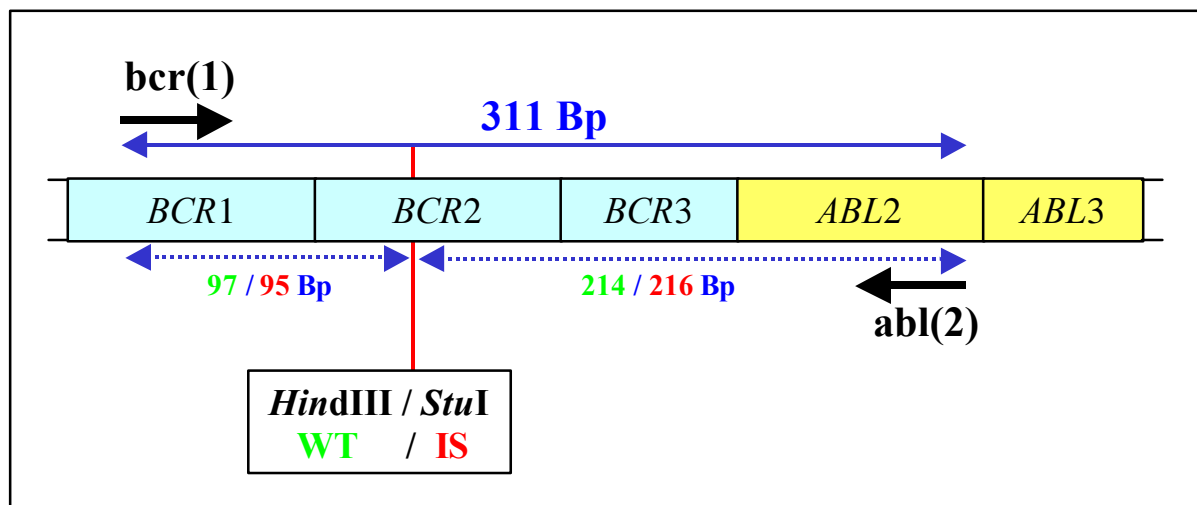 bcr(1)
311 Bp
BCR1 BCR2 BCR3 ABL2 ABL3
97 / 95 Bp 214 / 216 Bp
abl(2)
HindIII / StuI
WT / IS